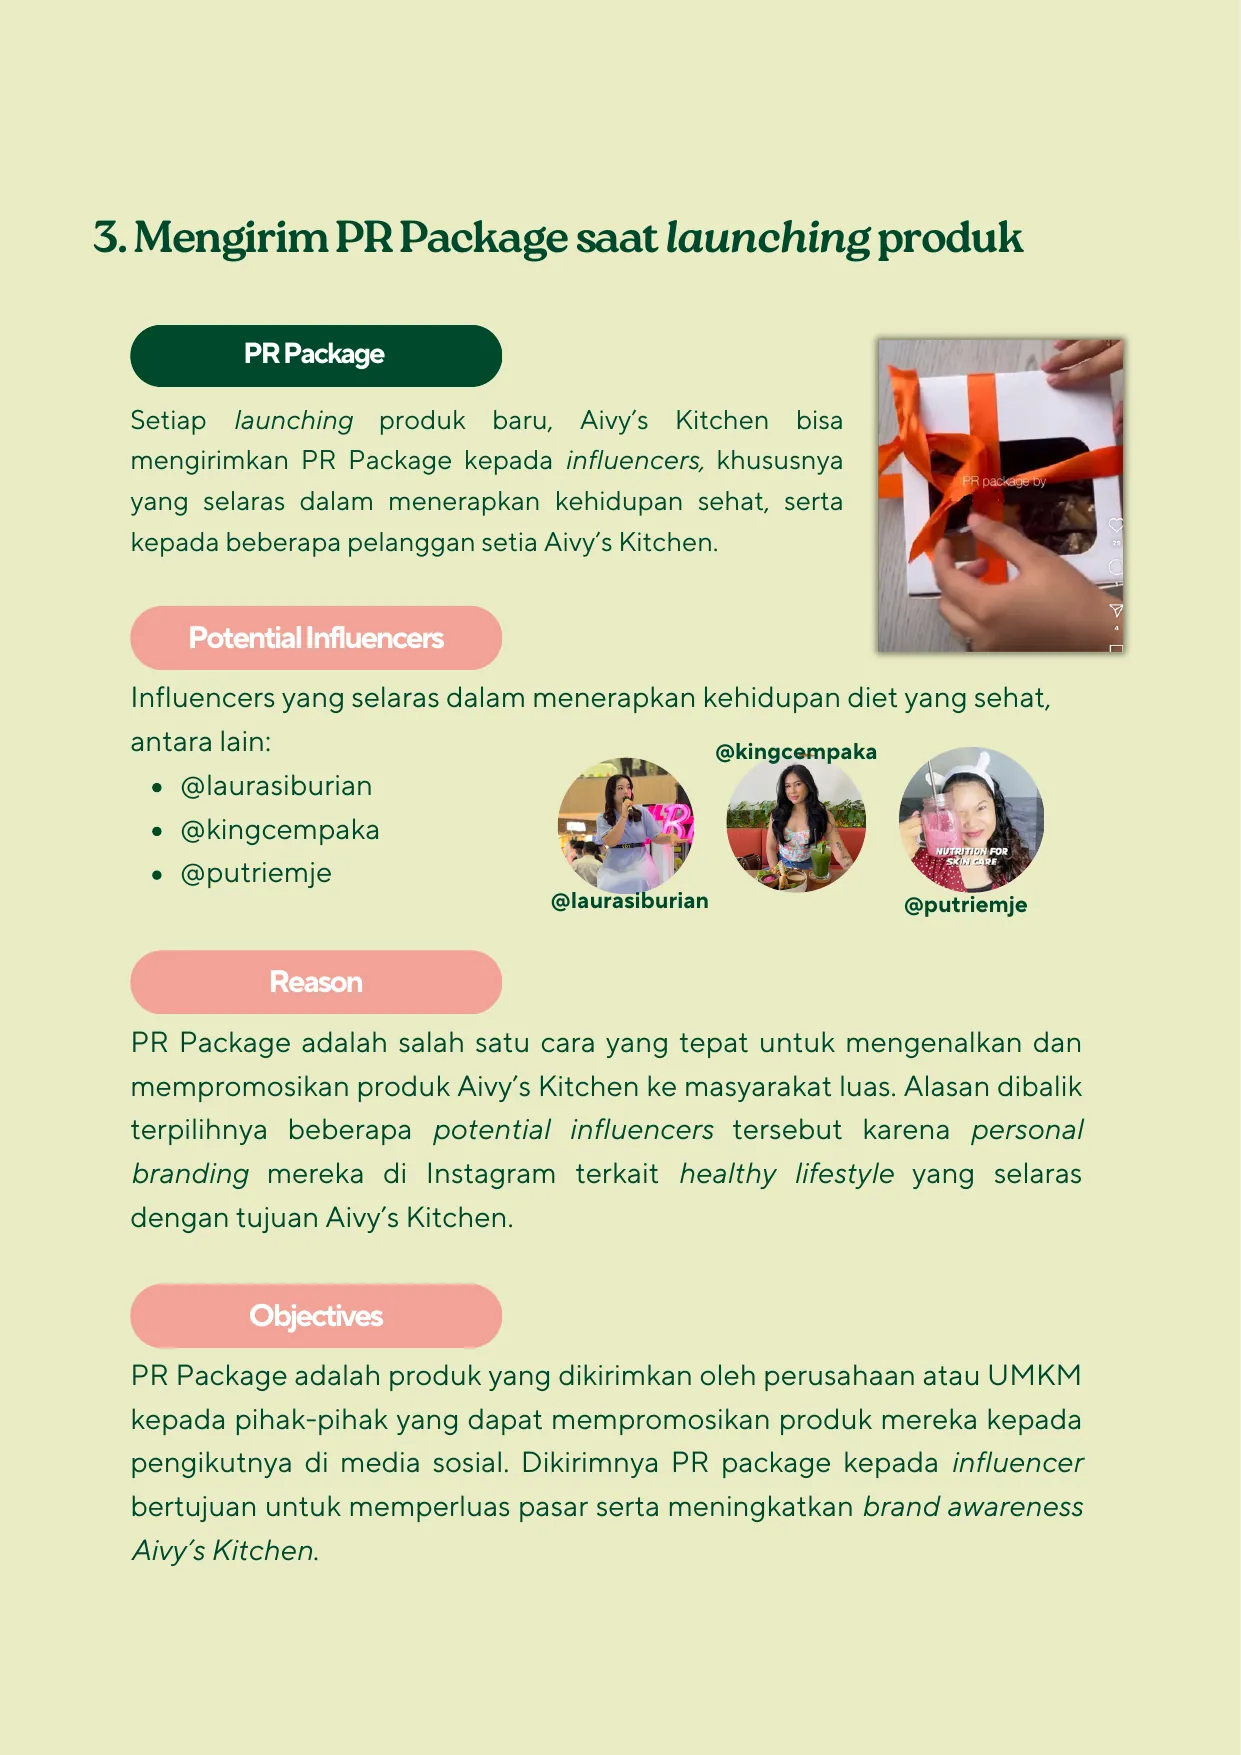 3. Mengirim PR Package saat launching produk
PR Package
Setiap launching produk baru, Aivy's Kitchen bisa
mengirimkan PR Package kepada influencers, khususnya
yang selaras dalam menerapkan kehidupan sehat, serta
kepada beberapa pelanggan setia Aivy's Kitchen.
PR package by
29
1
4
Potential Influencers
Influencers yang selaras dalam menerapkan kehidupan diet yang sehat,
antara lain:
• @laurasiburian
• @kingcempaka
• @putriemje
@kingcempaka
NUTRITION FOR
SKIN CARE
@laurasiburian
@putriemje
Reason
PR Package adalah salah satu cara yang tepat untuk mengenalkan dan
mempromosikan produk Aivy's Kitchen ke masyarakat luas. Alasan dibalik
terpilihnya beberapa potential influencers tersebut karena personal
branding mereka di Instagram terkait healthy lifestyle yang selaras
dengan tujuan Aivy's Kitchen.
Objectives
PR Package adalah produk yang dikirimkan oleh perusahaan atau UMKM
kepada pihak-pihak yang dapat mempromosikan produk mereka kepada
pengikutnya di media sosial. Dikirimnya PR package kepada influencer
bertujuan untuk memperluas pasar serta meningkatkan brand awareness
Aivy's Kitchen.